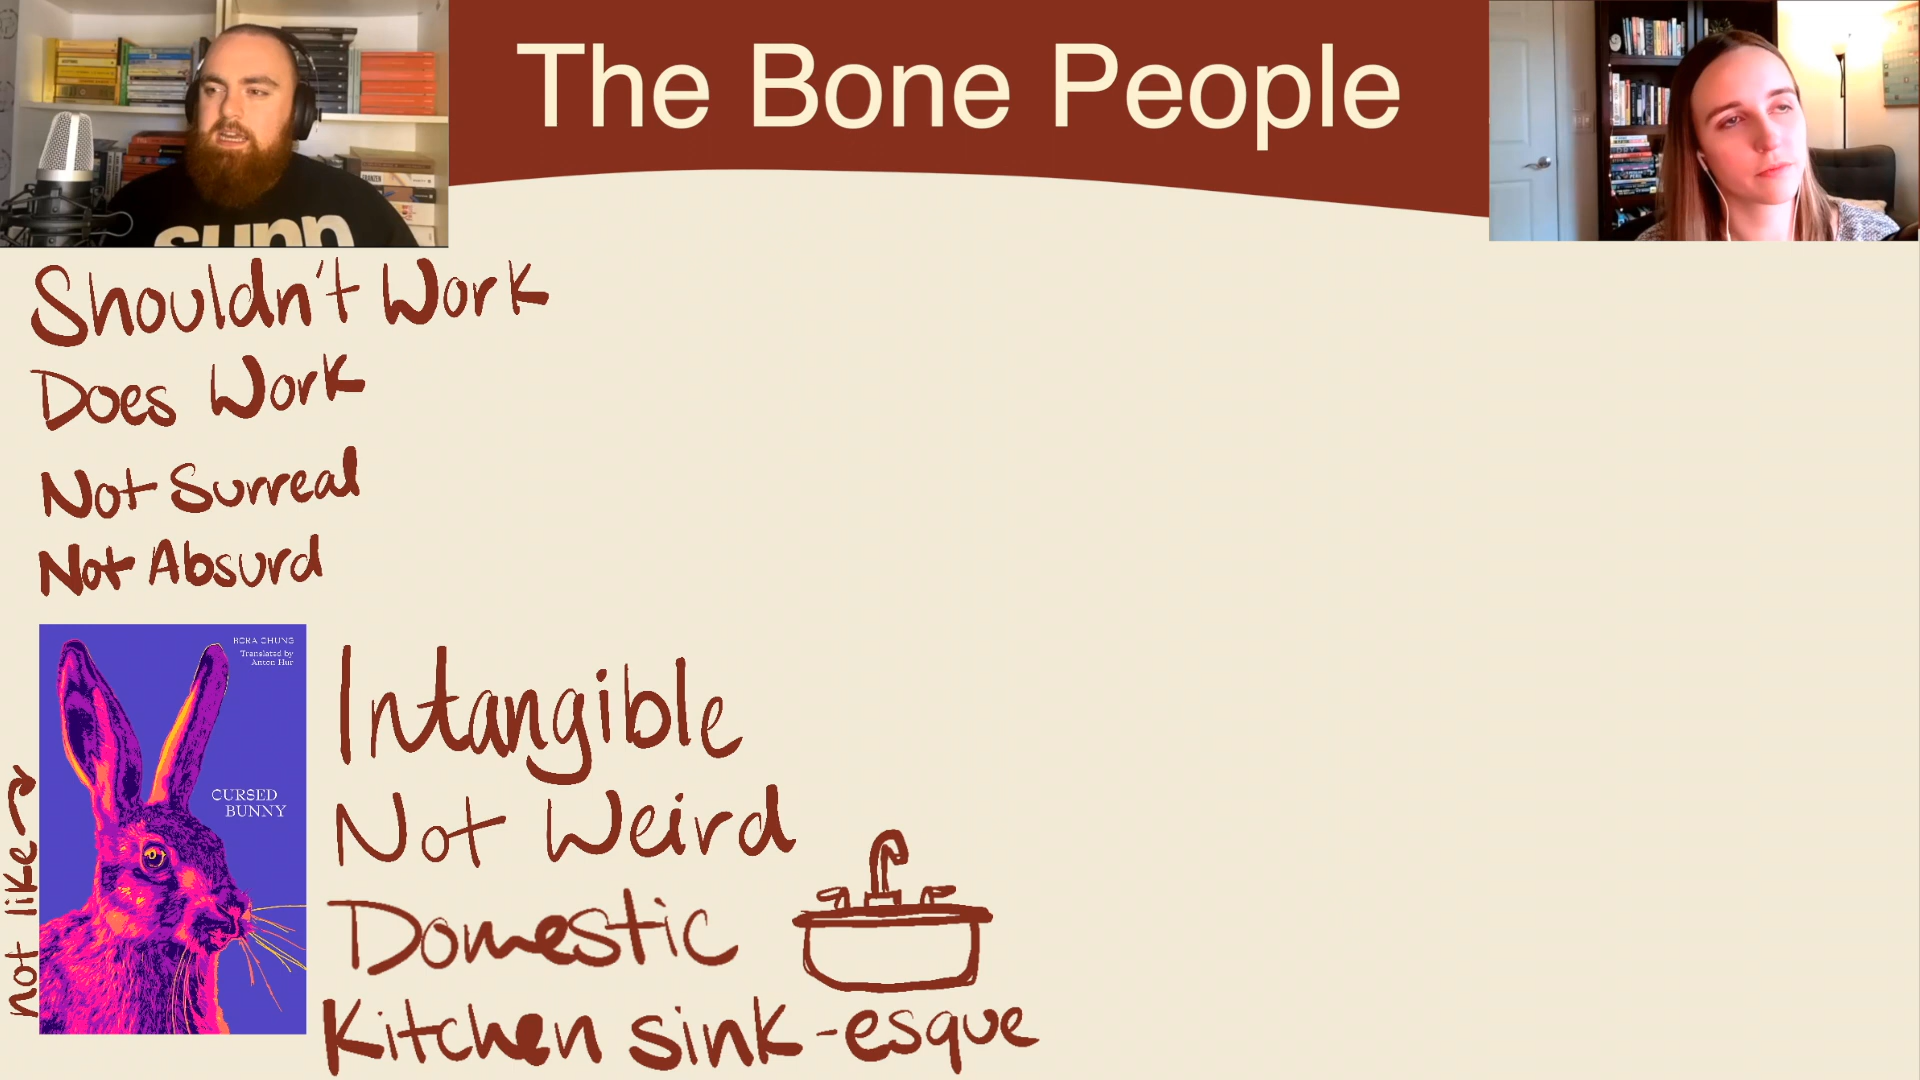 The Bone People
Shouldn't Work
Does Work
Not Surreal
Not Absurd
not like
BORA CHUNG
Translated by
Anton Hur
CURSED
BUNNY
Intangible
Not Weird
Domestic
Kitchen sink-esque